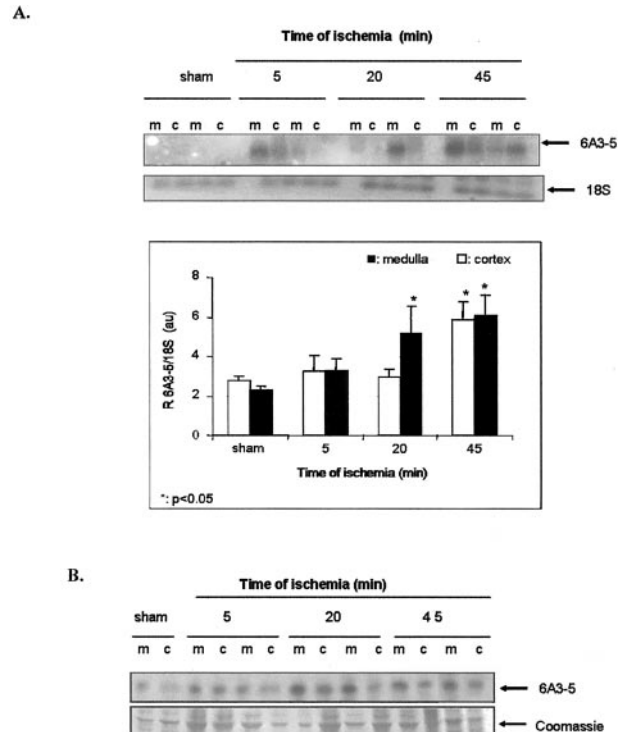 A.
Time of ischemia (min)
sham 5 20 45
m c m c m c m c m c m c m c m c
6A3-5
18S
■: medulla □: cortex
R 6A3-5/18S (au)
8
6
4
2
0
* * *
sham 5 20 45
Time of ischemia (min)
*: p<0.05
B.
Time of ischemia (min)
sham 5 20 4 5
m c m c m c m c m c m c m c
6A3-5
Coomassie